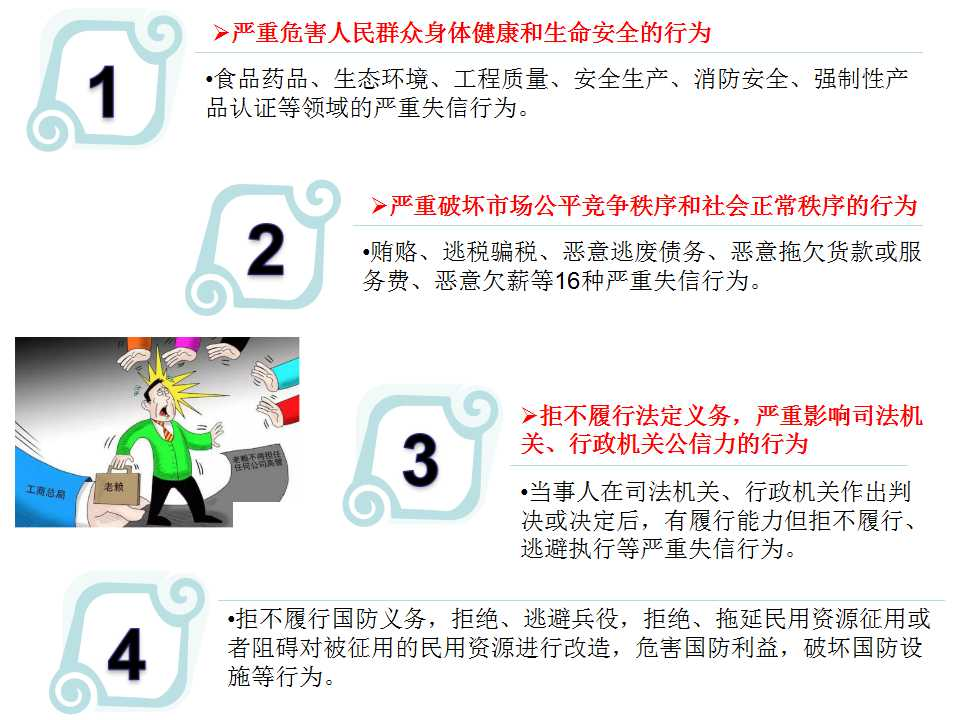 1
➢严重危害人民群众身体健康和生命安全的行为
•食品药品、生态环境、工程质量、安全生产、消防安全、强制性产
品认证等领域的严重失信行为。
2
➢严重破坏市场公平竞争秩序和社会正常秩序的行为
•贿赂、逃税骗税、恶意逃废债务、恶意拖欠货款或服
务费、恶意欠薪等16种严重失信行为。
工商总局
老赖
老赖不得担任
任何公司高管
3
➢拒不履行法定义务，严重影响司法机
关、行政机关公信力的行为
•当事人在司法机关、行政机关作出判
决或决定后，有履行能力但拒不履行、
逃避执行等严重失信行为。
4
•拒不履行国防义务，拒绝、逃避兵役，拒绝、拖延民用资源征用或
者阻碍对被征用的民用资源进行改造，危害国防利益，破坏国防设
施等行为。